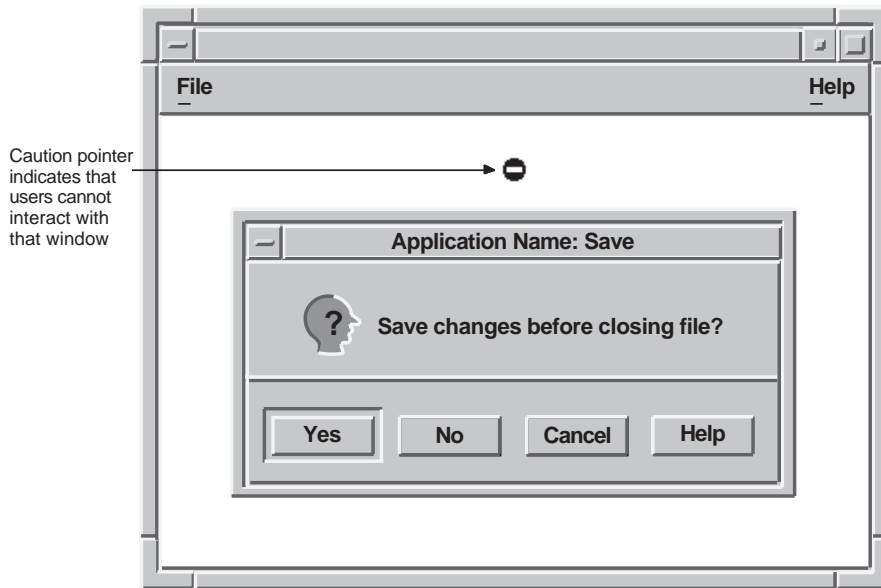 File Help
Caution pointer
indicates that
users cannot
interact with
that window
Application Name: Save
?
Save changes before closing file?
Yes No Cancel Help